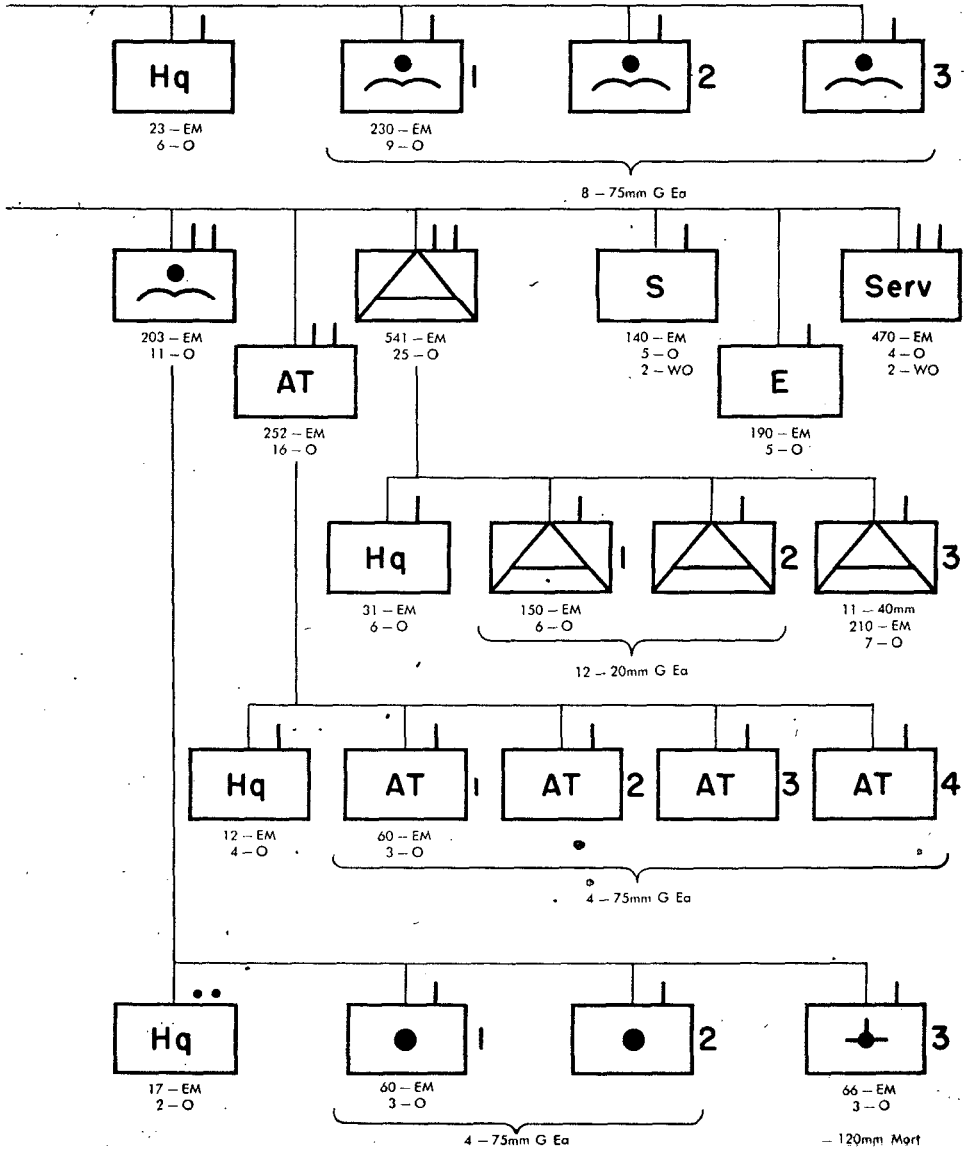 Hq 1 2 3
23 – EM 230 – EM
6 – O 9 – O
8 – 75mm G Ea
S Serv
203 – EM 541 – EM 140 – EM 470 – EM
11 – O 25 – O 5 – O 4 – O
2 – WO 2 – WO
AT E
252 – EM 190 – EM
16 – O 5 – O
Hq 1 2 3
31 – EM 150 – EM 11 – 40mm
6 – O 6 – O 210 – EM
7 – O
12 – 20mm G Ea
Hq AT 1 AT 2 AT 3 AT 4
12 – EM 60 – EM
4 – O 3 – O
4 – 75mm G Ea
Hq 1 2 3
17 – EM 60 – EM 66 – EM
2 – O 3 – O 3 – O
4 – 75mm G Ea – 120mm Mort